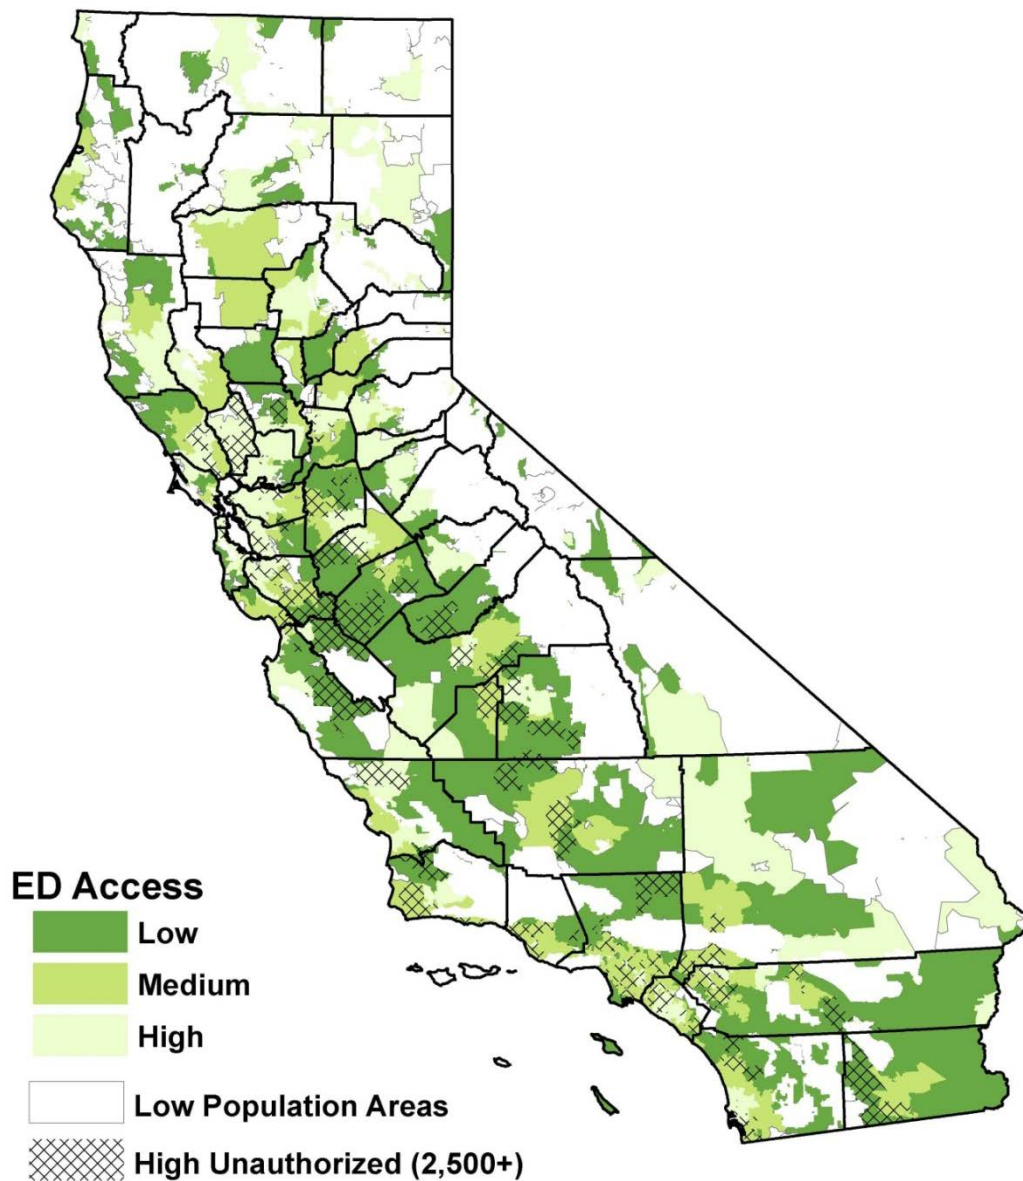 ED Access
Low
Medium
High
Low Population Areas
High Unauthorized (2,500+)